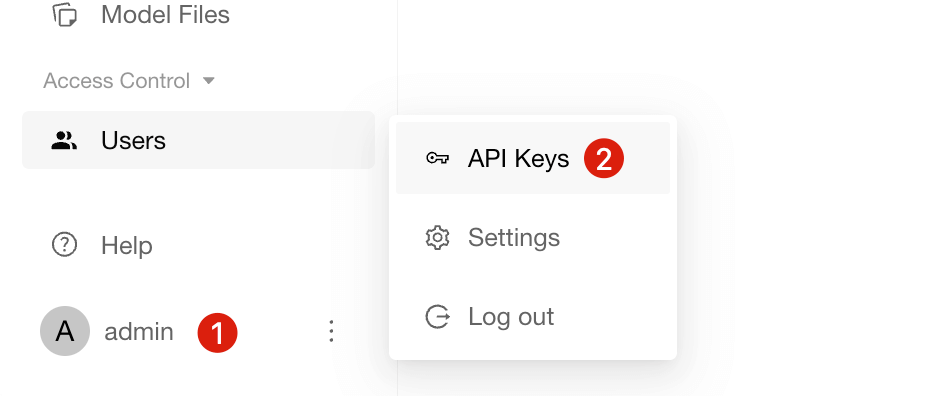 Model Files
Access Control
Users
API Keys 2
Settings
Help
Log out
A admin 1